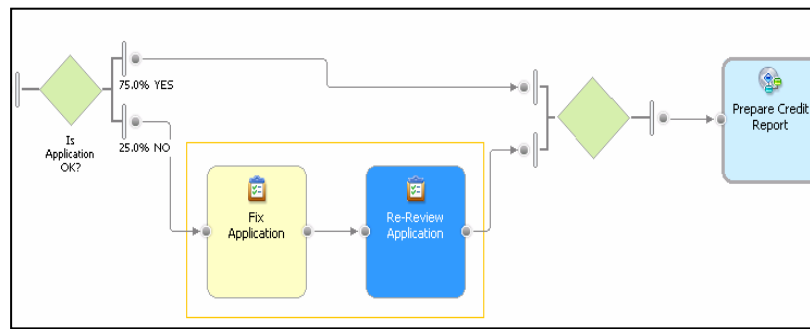 75.0% YES
Is
Application
OK?
25.0% NO
Fix
Application
Re-Review
Application
Prepare Credit
Report